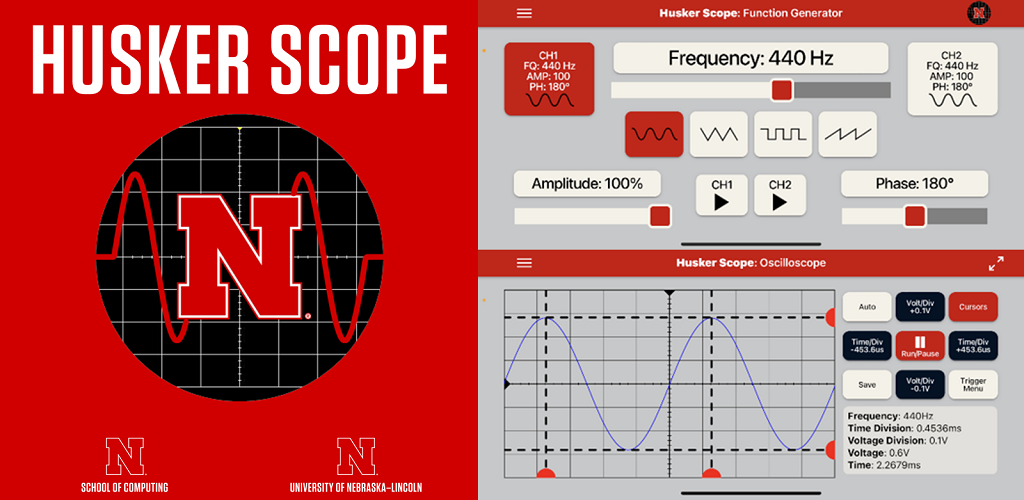 HUSKER SCOPE
N
N
SCHOOL OF COMPUTING
N
UNIVERSITY OF NEBRASKA–LINCOLN
Husker Scope: Function Generator
N
CH1
FQ: 440 Hz
AMP: 100
PH: 180°
Frequency: 440 Hz
CH2
FQ: 440 Hz
AMP: 100
PH: 180°
Amplitude: 100%
CH1
CH2
Phase: 180°
Husker Scope: Oscilloscope
Auto
Volt/Div
+0.1V
Cursors
Time/Div
-453.6us
Run/Pause
Time/Div
+453.6us
Save
Volt/Div
-0.1V
Trigger
Menu
Frequency: 440Hz
Time Division: 0.4536ms
Voltage Division: 0.1V
Voltage: 0.6V
Time: 2.2679ms